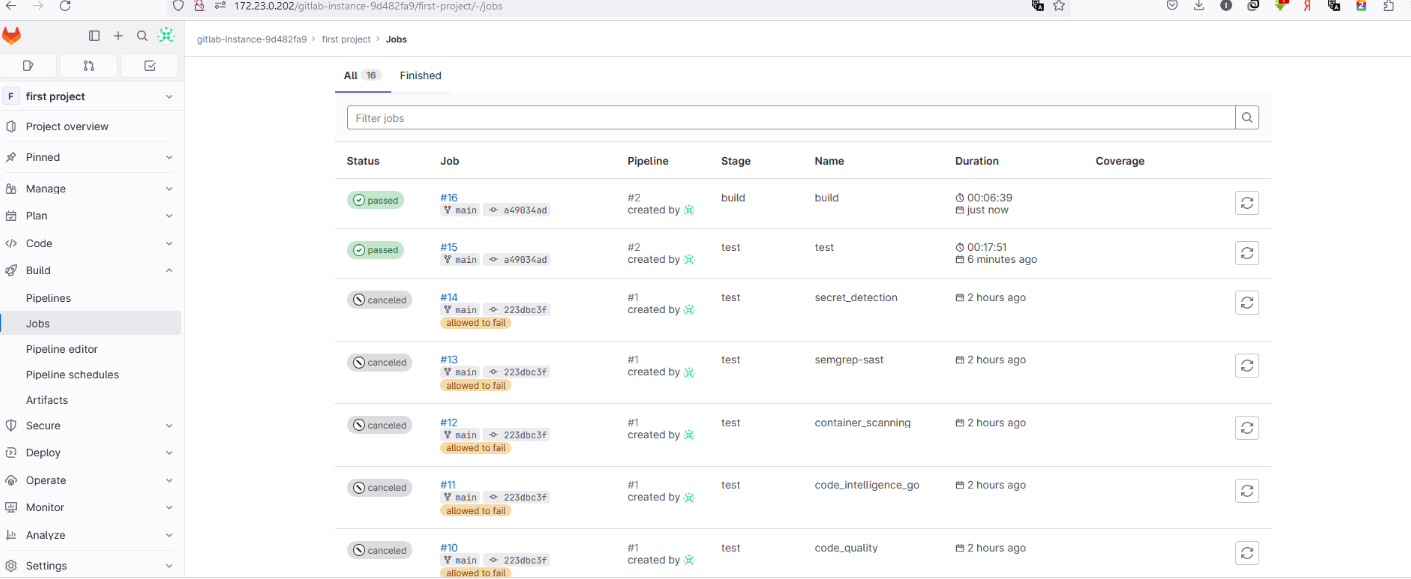 172.23.0.202/gitlab-instance-9d482fa9/first-project/-/jobs
gitlab-instance-9d482fa9 › first project › Jobs
F first project
Project overview
Pinned
Manage
Plan
Code
Build
Pipelines
Jobs
Pipeline editor
Pipeline schedules
Artifacts
Secure
Deploy
Operate
Monitor
Analyze
Settings
All 16 Finished
Filter jobs
Status Job Pipeline Stage Name Duration Coverage
passed #16 #2 build build 00:06:39
main a49034ad created by just now
passed #15 #2 test test 00:17:51
main a49034ad created by 6 minutes ago
canceled #14 #1 test secret_detection 2 hours ago
main 223dbc3f created by
allowed to fail
canceled #13 #1 test semgrep-sast 2 hours ago
main 223dbc3f created by
allowed to fail
canceled #12 #1 test container_scanning 2 hours ago
main 223dbc3f created by
allowed to fail
canceled #11 #1 test code_intelligence_go 2 hours ago
main 223dbc3f created by
allowed to fail
canceled #10 #1 test code_quality 2 hours ago
main 223dbc3f created by
allowed to fail